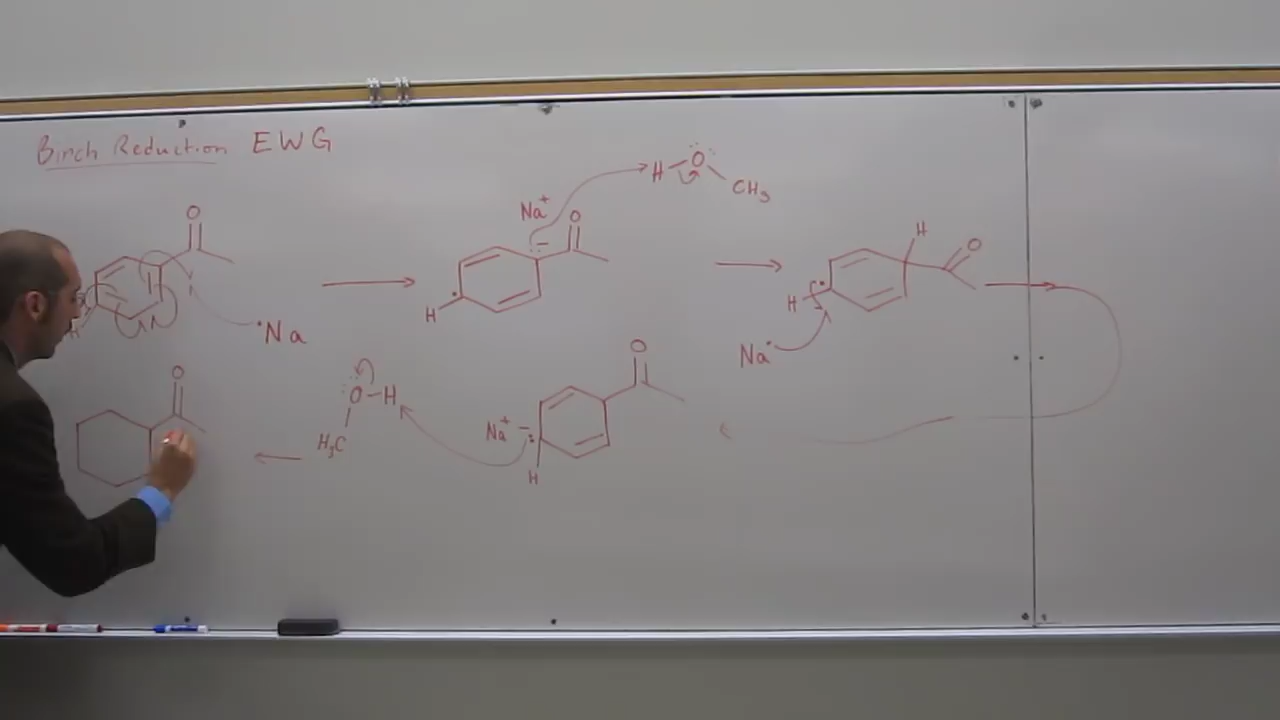 Birch Reduction EWG
O
H
•Na
Na+
O
−
H
H O CH3
H
O
H
Na•
O
Na+ −
H
O-H
H3C
O